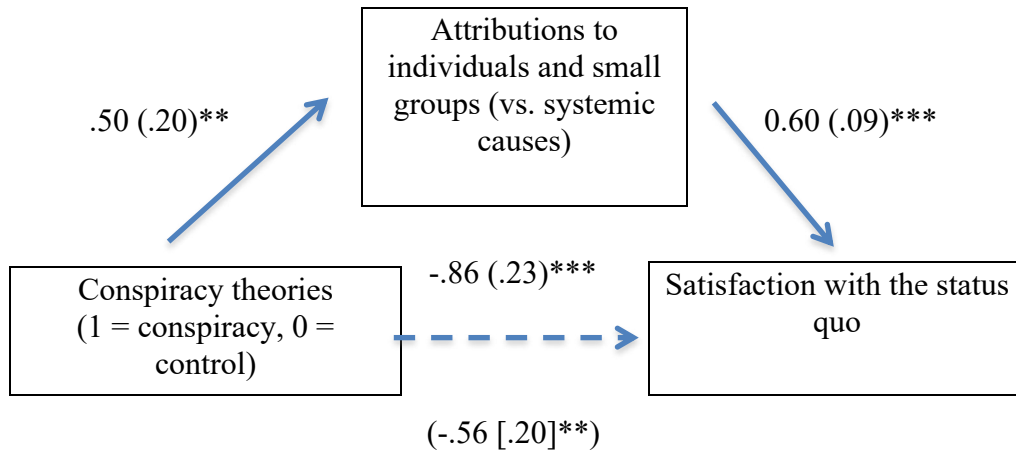 Attributions to
individuals and small
groups (vs. systemic
causes)
.50 (.20)**
0.60 (.09)***
-.86 (.23)***
Conspiracy theories
(1 = conspiracy, 0 =
control)
Satisfaction with the status
quo
(-.56 [.20]**)